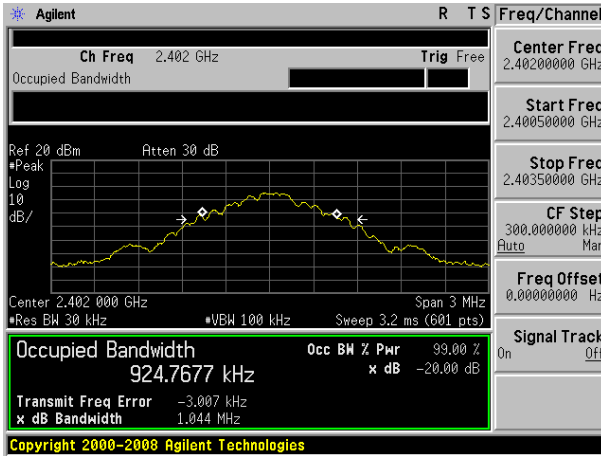 Agilent R T S
Ch Freq 2.402 GHz Trig Free
Occupied Bandwidth
Ref 20 dBm Atten 30 dB
#Peak
Log
10
dB/
Center 2.402 000 GHz Span 3 MHz
#Res BW 30 kHz #VBW 100 kHz Sweep 3.2 ms (601 pts)
Occupied Bandwidth Occ BW % Pwr 99.00 %
924.7677 kHz x dB -20.00 dB
Transmit Freq Error -3.007 kHz
x dB Bandwidth 1.044 MHz
Copyright 2000-2008 Agilent Technologies
Freq/Channel
Center Freq
2.40200000 GHz
Start Freq
2.40050000 GHz
Stop Freq
2.40350000 GHz
CF Step
300.000000 kHz
Auto Man
Freq Offset
0.00000000 Hz
Signal Track
On Off